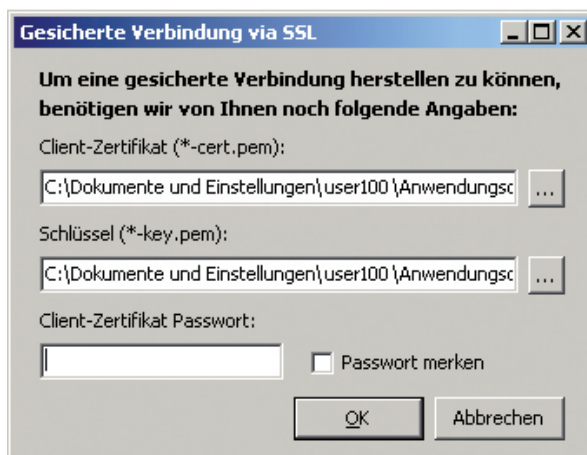 Gesicherte Verbindung via SSL
Um eine gesicherte Verbindung herstellen zu können,
benötigen wir von Ihnen noch folgende Angaben:
Client-Zertifikat (*-cert.pem):
C:\Dokumente und Einstellungen\user100 \Anwendungsc
...
Schlüssel (*-key.pem):
C:\Dokumente und Einstellungen\user100 \Anwendungsc
...
Client-Zertifikat Passwort:
Passwort merken
OK
Abbrechen